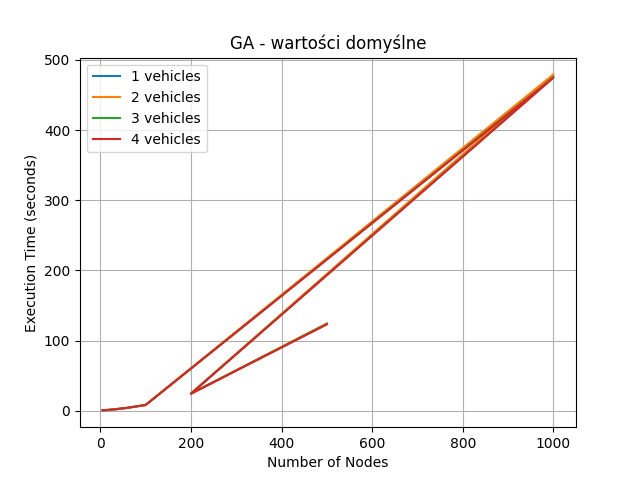 GA - wartości domyślne
1 vehicles
2 vehicles
3 vehicles
4 vehicles
Execution Time (seconds)
500
400
300
200
100
0
0 200 400 600 800 1000
Number of Nodes